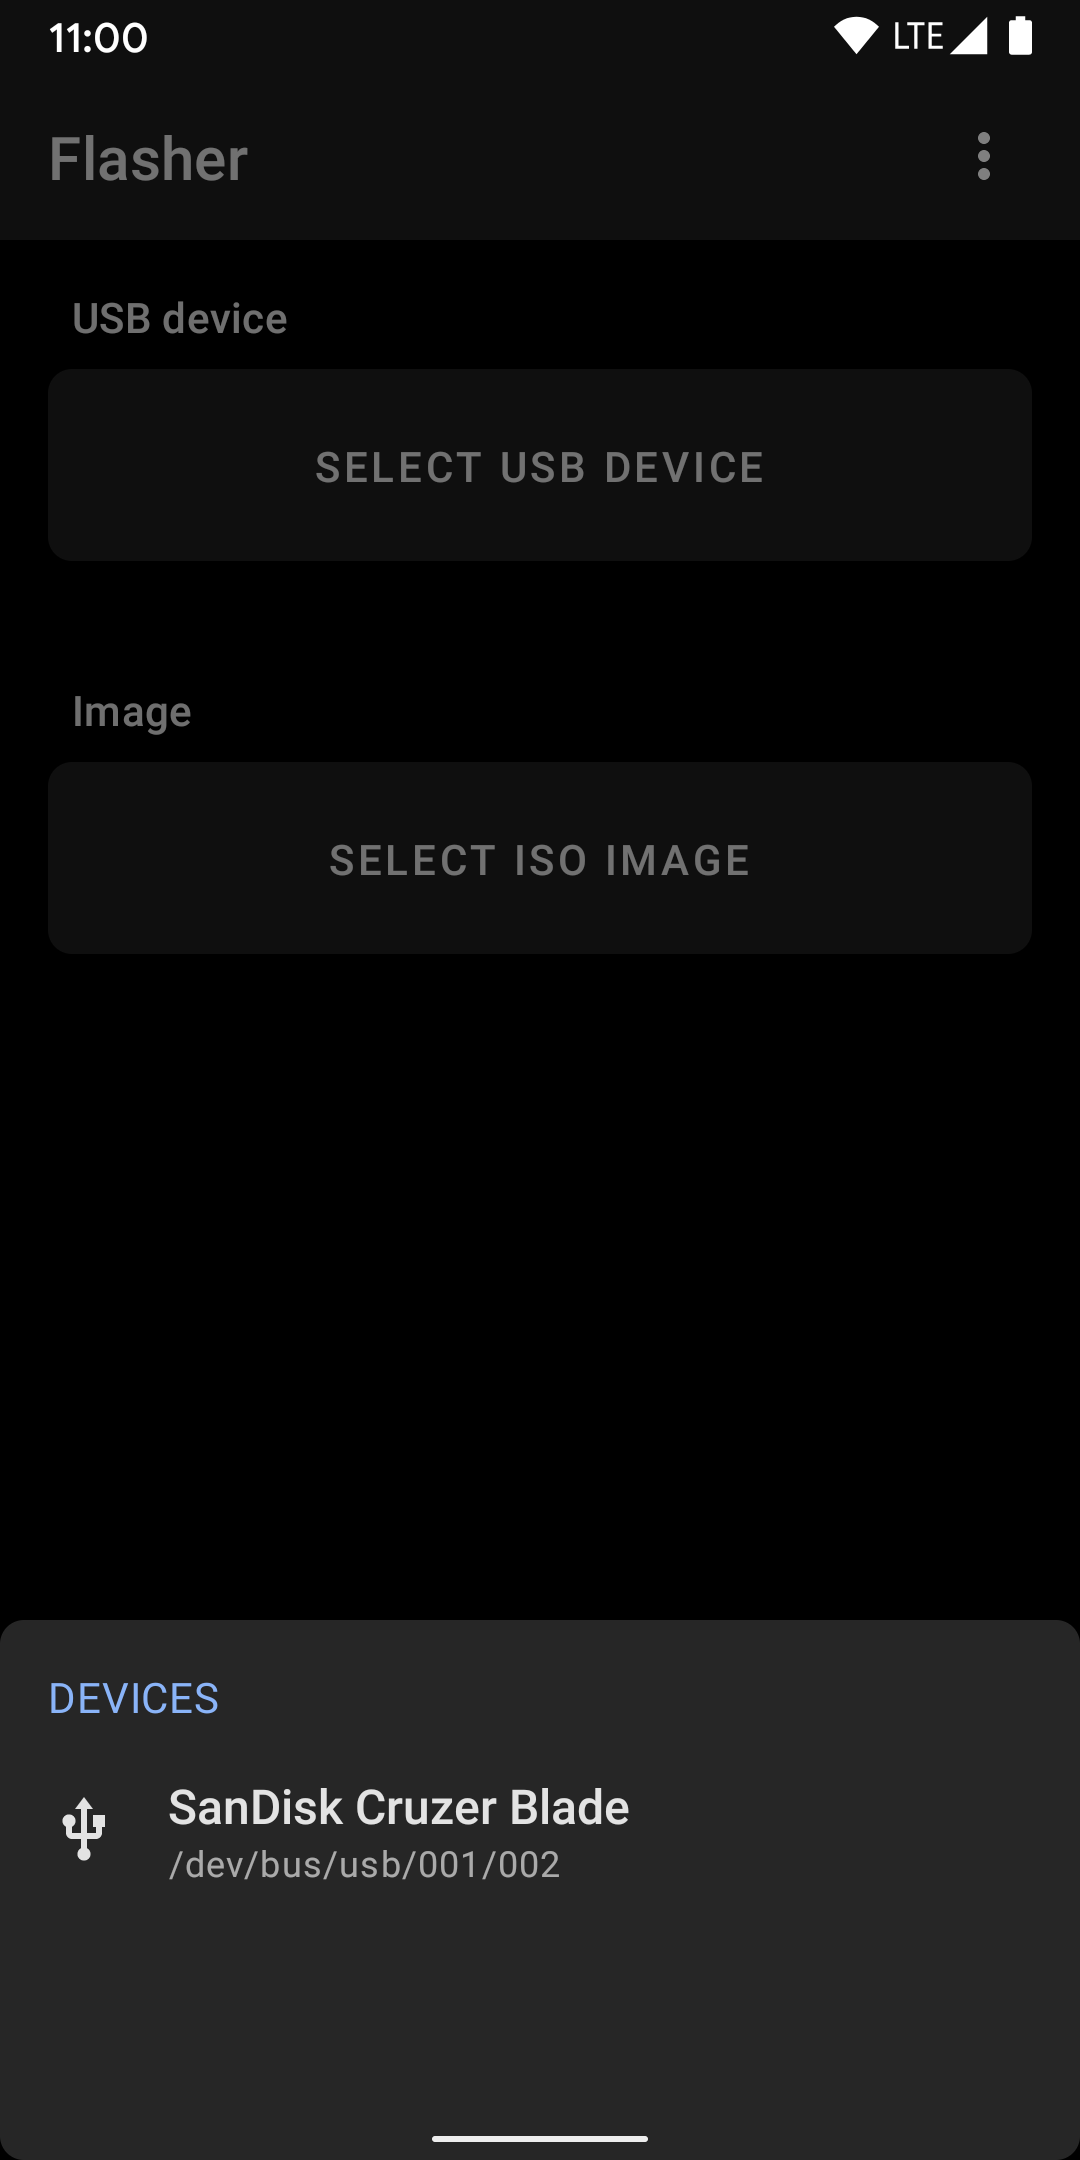 11:00
LTE
Flasher
USB device
SELECT USB DEVICE
Image
SELECT ISO IMAGE
DEVICES
SanDisk Cruzer Blade
/dev/bus/usb/001/002